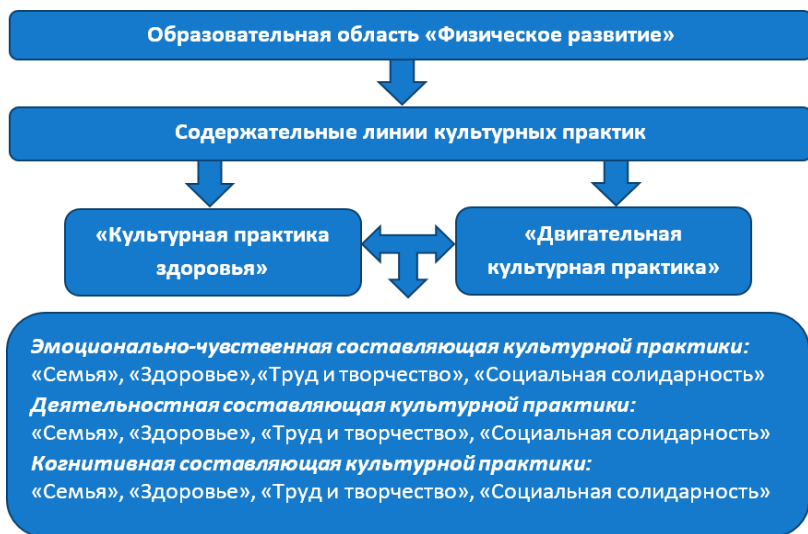 Образовательная область «Физическое развитие»
Содержательные линии культурных практик
«Культурная практика
здоровья»
«Двигательная
культурная практика»
Эмоционально-чувственная составляющая культурной практики:
«Семья», «Здоровье»,«Труд и творчество», «Социальная солидарность»
Деятельностная составляющая культурной практики:
«Семья», «Здоровье», «Труд и творчество», «Социальная солидарность»
Когнитивная составляющая культурной практики:
«Семья», «Здоровье», «Труд и творчество», «Социальная солидарность»